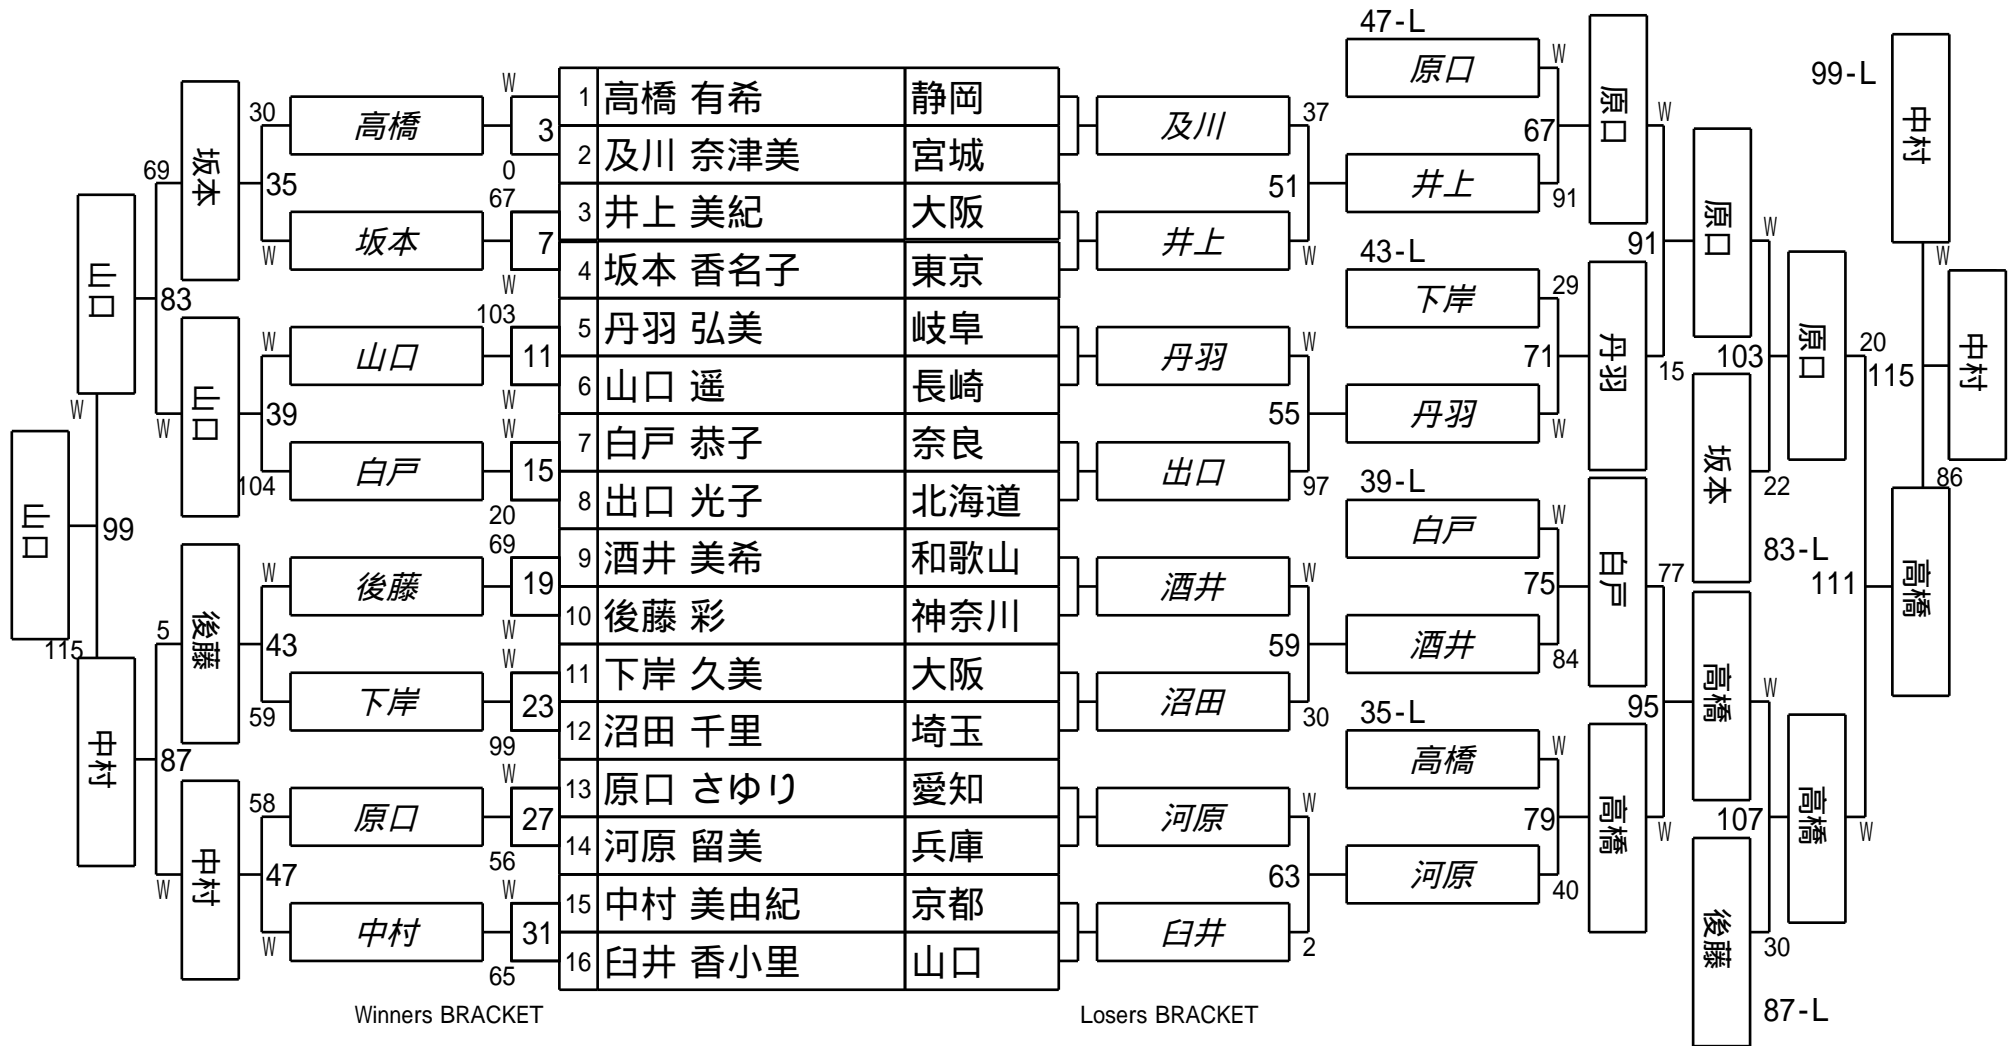 1 高橋 有希 静岡
2 及川 奈津美 宮城
3 井上 美紀 大阪
4 坂本 香名子 東京
5 丹羽 弘美 岐阜
6 山口 遥 長崎
7 白戸 恭子 奈良
8 出口 光子 北海道
9 酒井 美希 和歌山
10 後藤 彩 神奈川
11 下岸 久美 大阪
12 沼田 千里 埼玉
13 原口 さゆり 愛知
14 河原 留美 兵庫
15 中村 美由紀 京都
16 臼井 香小里 山口
W
3
0
67
7
W
103
11
W
W
15
20
69
19
W
W
23
99
W
27
56
W
31
65
30
高橋
35
坂本
W
W
山口
39
白戸
104
W
後藤
43
下岸
59
58
原口
47
中村
W
69
坂本
83
山口
W
5
後藤
87
中村
W
山口
W
99
中村
115
山口
Winners BRACKET
及川
37
51
井上
W
丹羽
W
55
出口
97
酒井
W
59
沼田
30
河原
W
63
臼井
2
47-L
原口
W
67
井上
91
43-L
下岸
29
71
丹羽
W
39-L
白戸
W
75
酒井
84
35-L
高橋
W
79
河原
40
原口
W
91
丹羽
15
白戸
77
95
高橋
W
原口
W
103
坂本
22
83-L
高橋
W
107
後藤
30
87-L
原口
20
111
高橋
W
99-L
中村
W
115
高橋
86
中村
Losers BRACKET